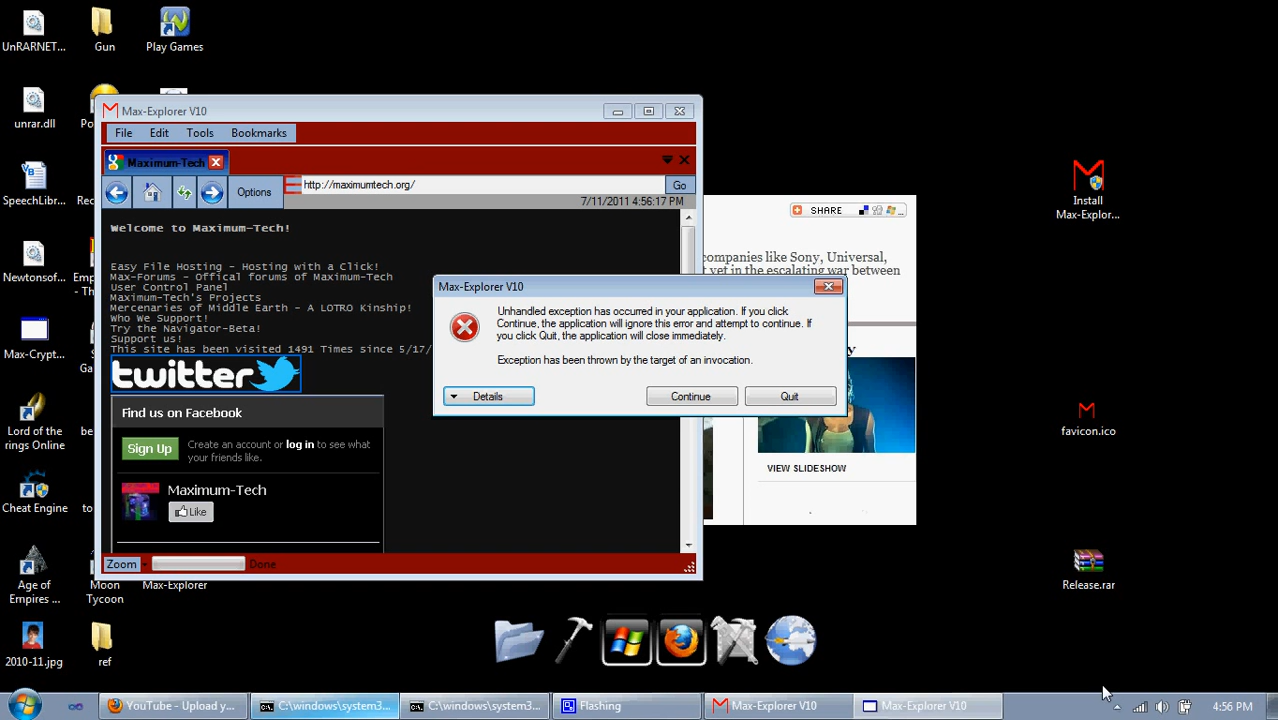 UnRARNET...
Gun
Play Games
unrar.dll
Max-Explorer V10
File Edit Tools Bookmarks
Maximum-Tech
Options
http://maximumtech.org/
Go
7/11/2011 4:56:17 PM
SpeechLibr...
Welcome to Maximum-Tech!
Easy File Hosting - Hosting with a Click!
Max-Forums - Offical forums of Maximum-Tech
User Control Panel
Maximum-Tech's Projects
Mercenaries of Middle Earth - A LOTRO Kinship!
Who We Support!
Try the Navigator-Beta!
Support us!
This site has been visited 1491 Times since 5/17/
twitter
Find us on Facebook
Sign Up
Create an account or log in to see what
your friends like.
Maximum-Tech
Like
Zoom
Done
SHARE
companies like Sony, Universal,
yet in the escalating war between
VIEW SLIDESHOW
Max-Explorer V10
Unhandled exception has occurred in your application. If you click
Continue, the application will ignore this error and attempt to continue. If
you click Quit, the application will close immediately.
Exception has been thrown by the target of an invocation.
Details
Continue
Quit
Install
Max-Explor...
favicon.ico
Release.rar
Newtonsof...
Max-Crypt...
Lord of the
rings Online
Cheat Engine
Age of
Empires ...
Moon
Tycoon
Max-Explorer
2010-11.jpg
ref
YouTube - Upload y...
C:\windows\system3...
C:\windows\system3...
Flashing
Max-Explorer V10
Max-Explorer V10
4:56 PM